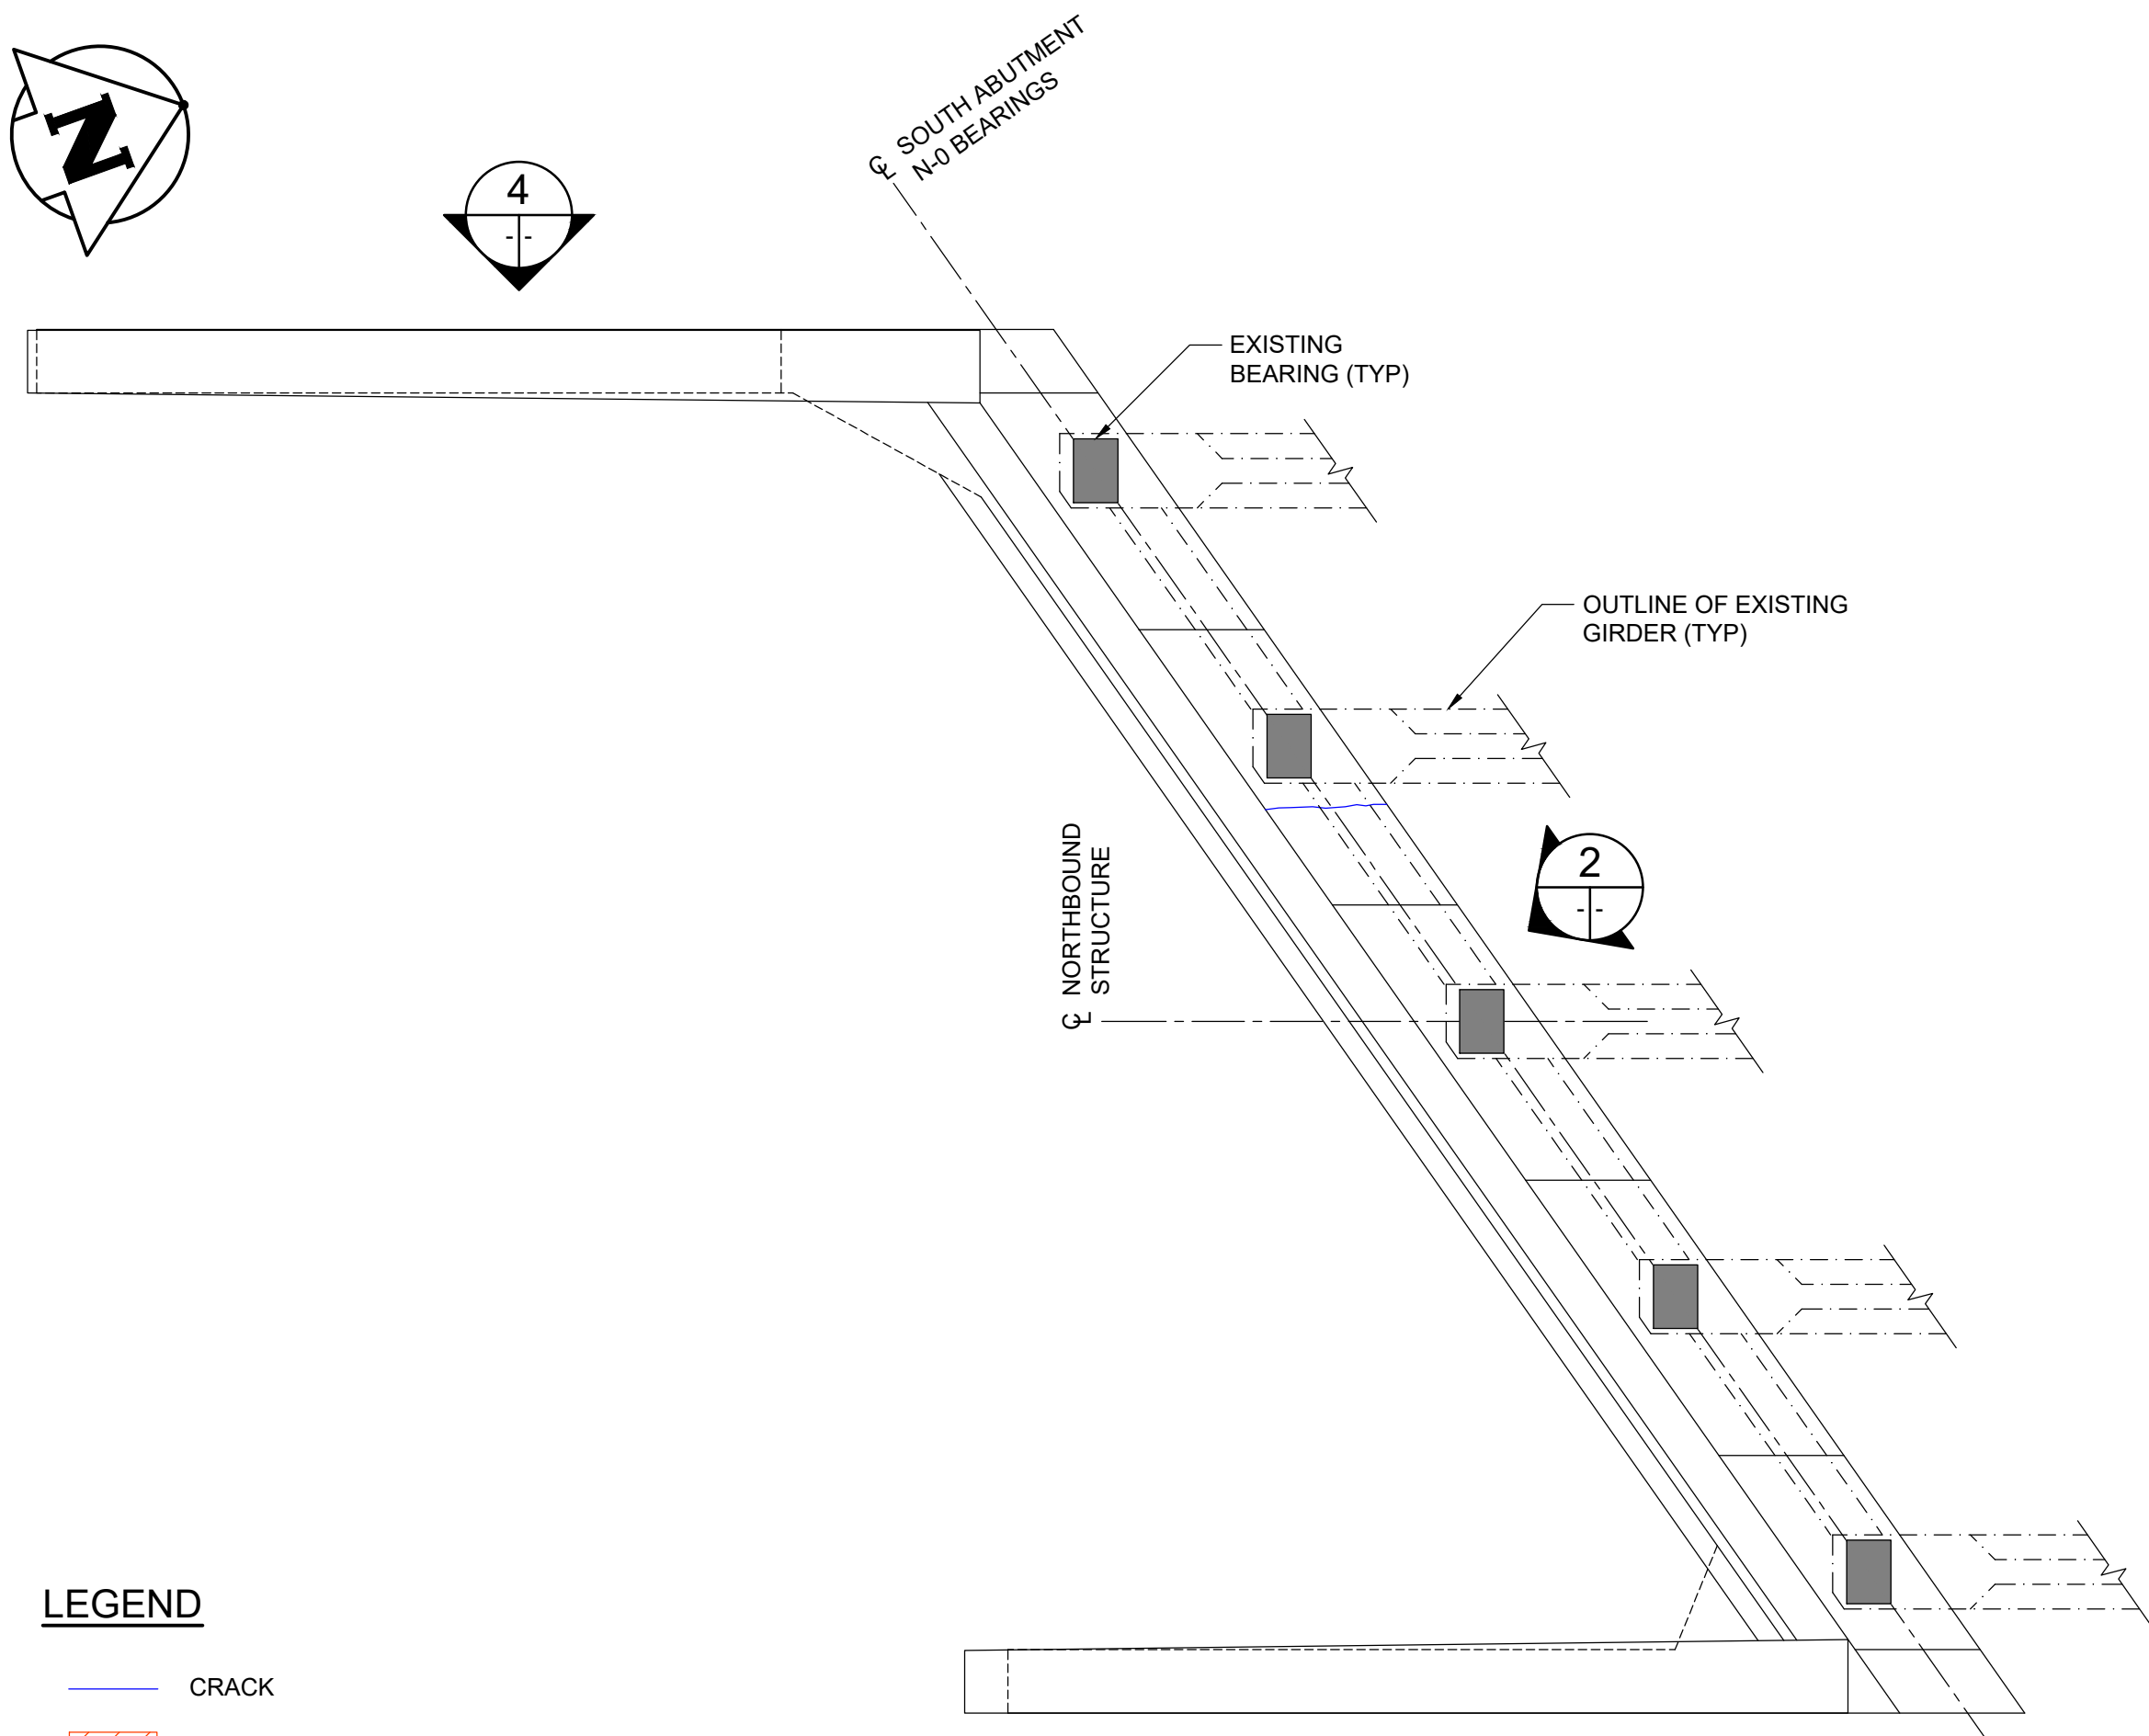 N
SOUTH ABUTMENT
N-0 BEARINGS
4
- -
EXISTING
BEARING (TYP)
OUTLINE OF EXISTING
GIRDER (TYP)
NORTHBOUND
STRUCTURE
2
- -
LEGEND
CRACK